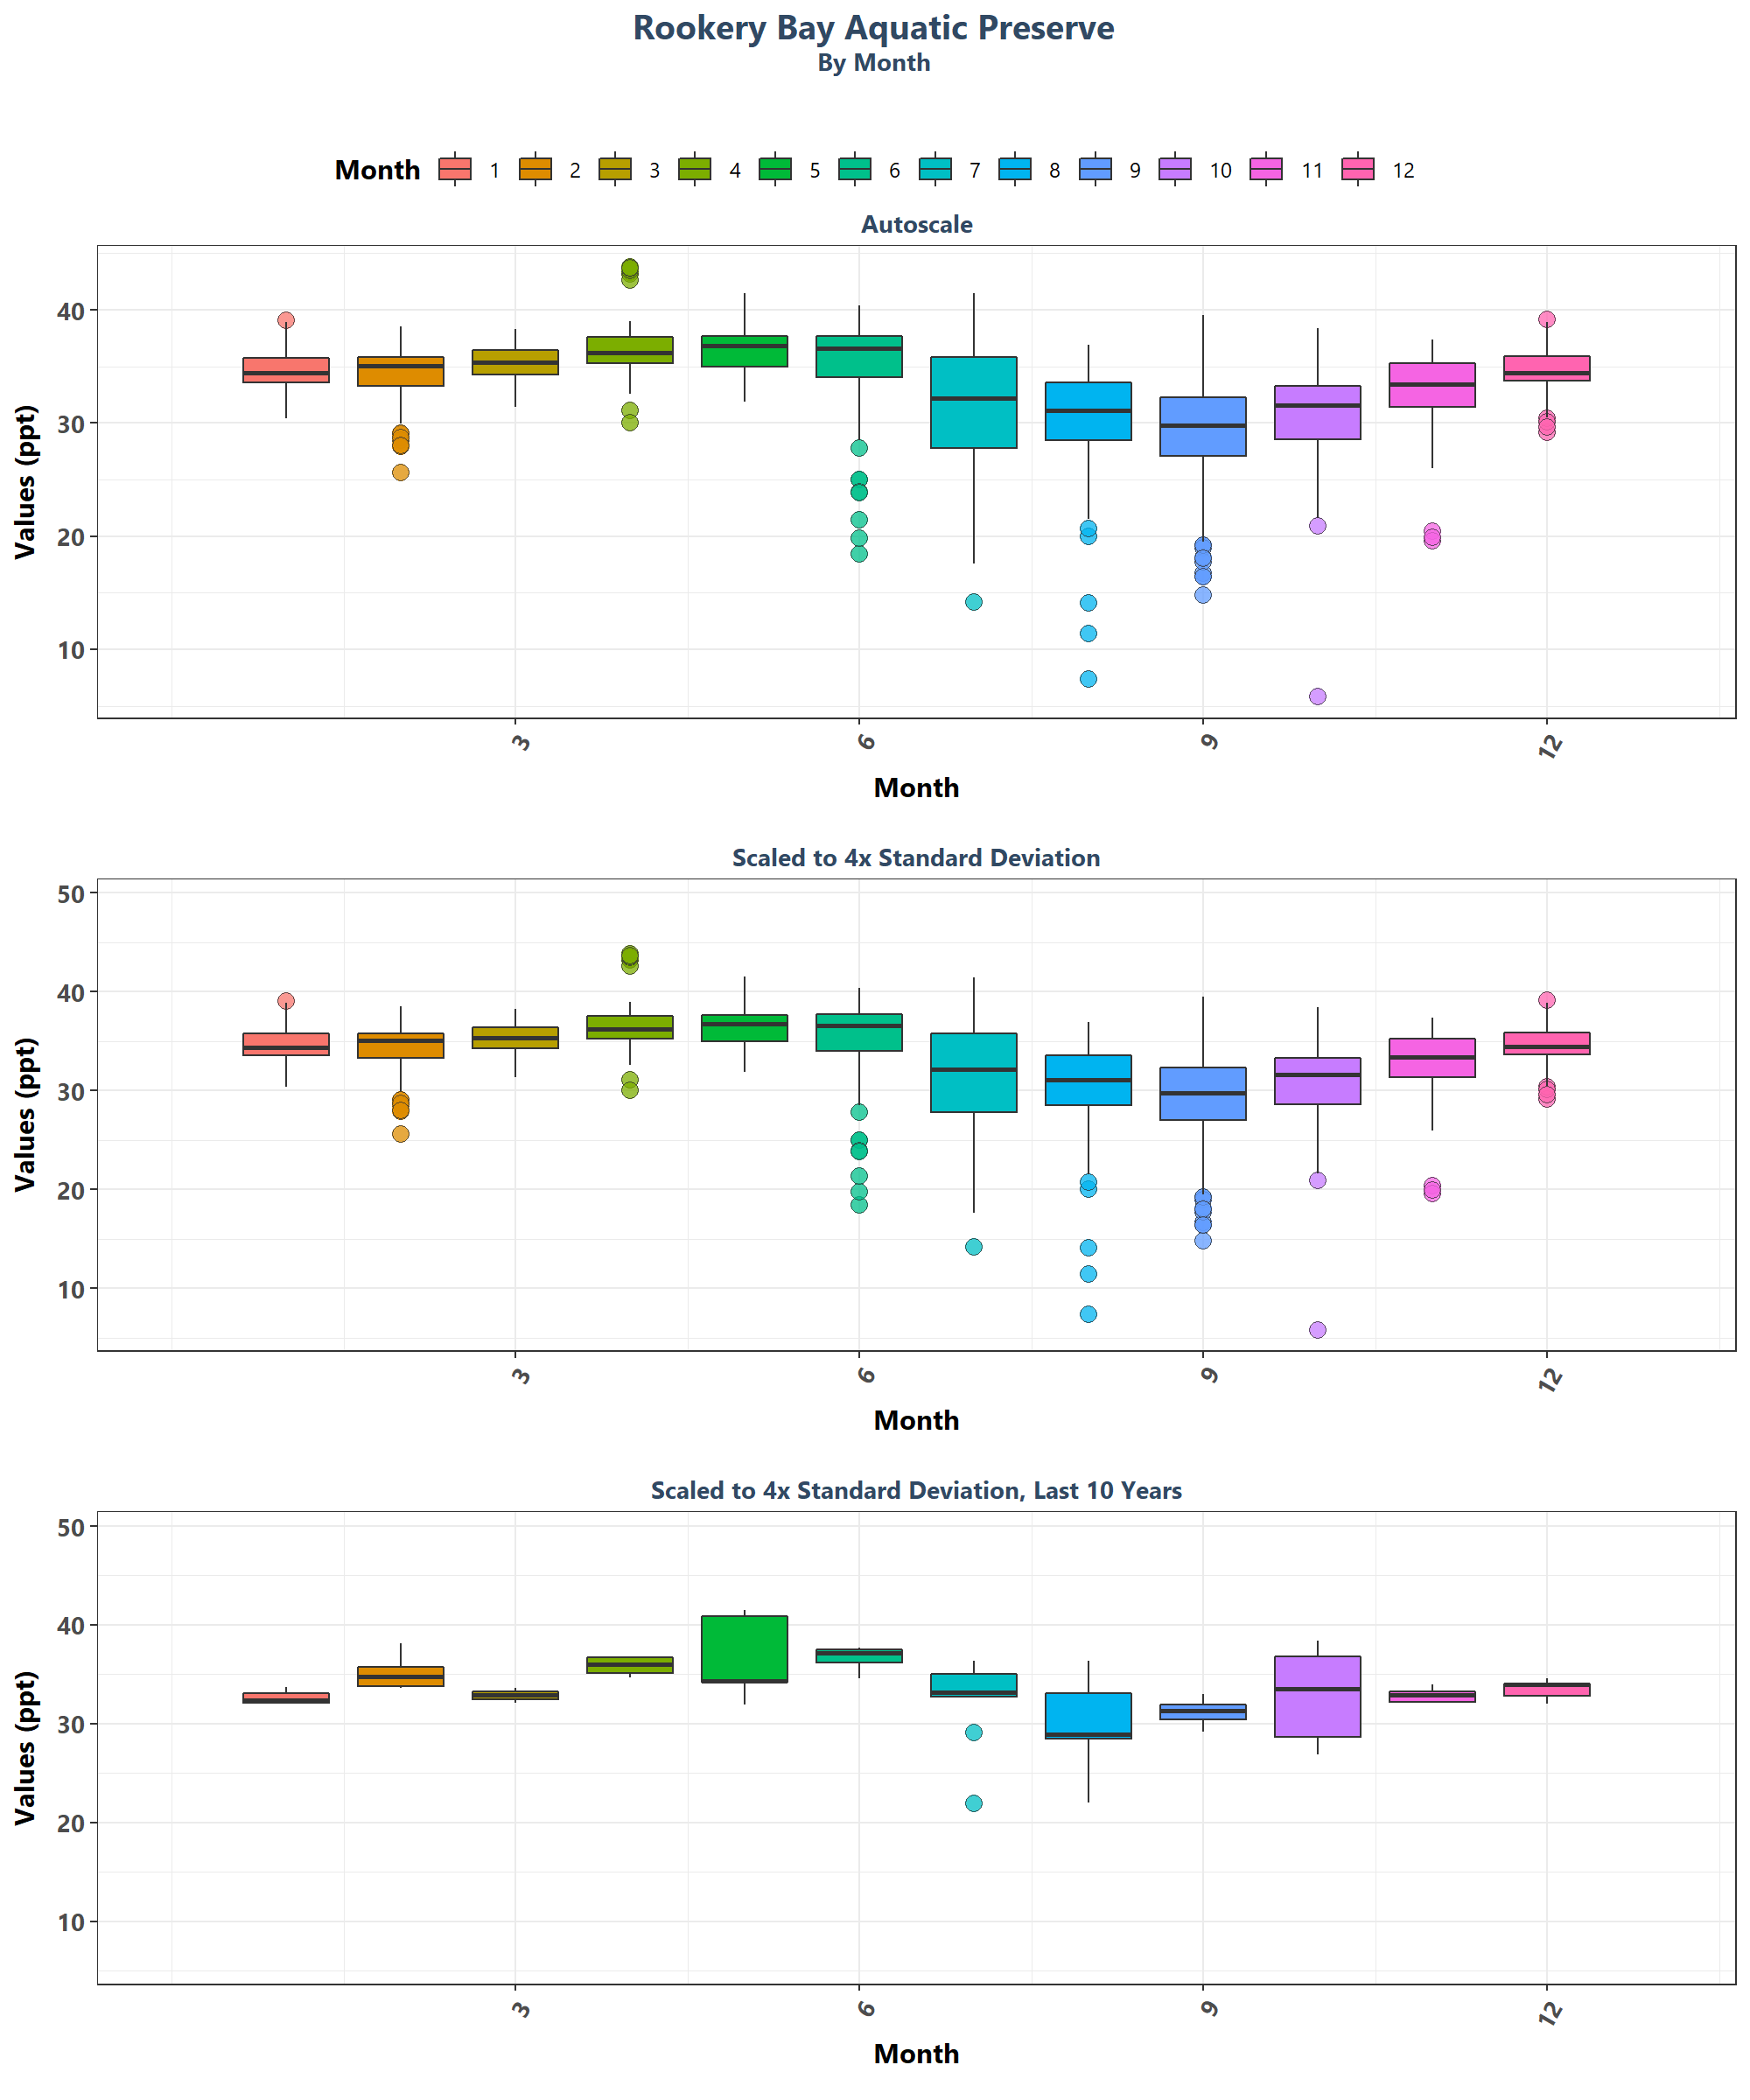 Rookery Bay Aquatic Preserve
By Month
Month 1 2 3 4 5 6 7 8 9 10 11 12
Autoscale
Values (ppt)
40
30
20
10
3 6 9 12
Month
Scaled to 4x Standard Deviation
Values (ppt)
50
40
30
20
10
3 6 9 12
Month
Scaled to 4x Standard Deviation, Last 10 Years
Values (ppt)
50
40
30
20
10
3 6 9 12
Month